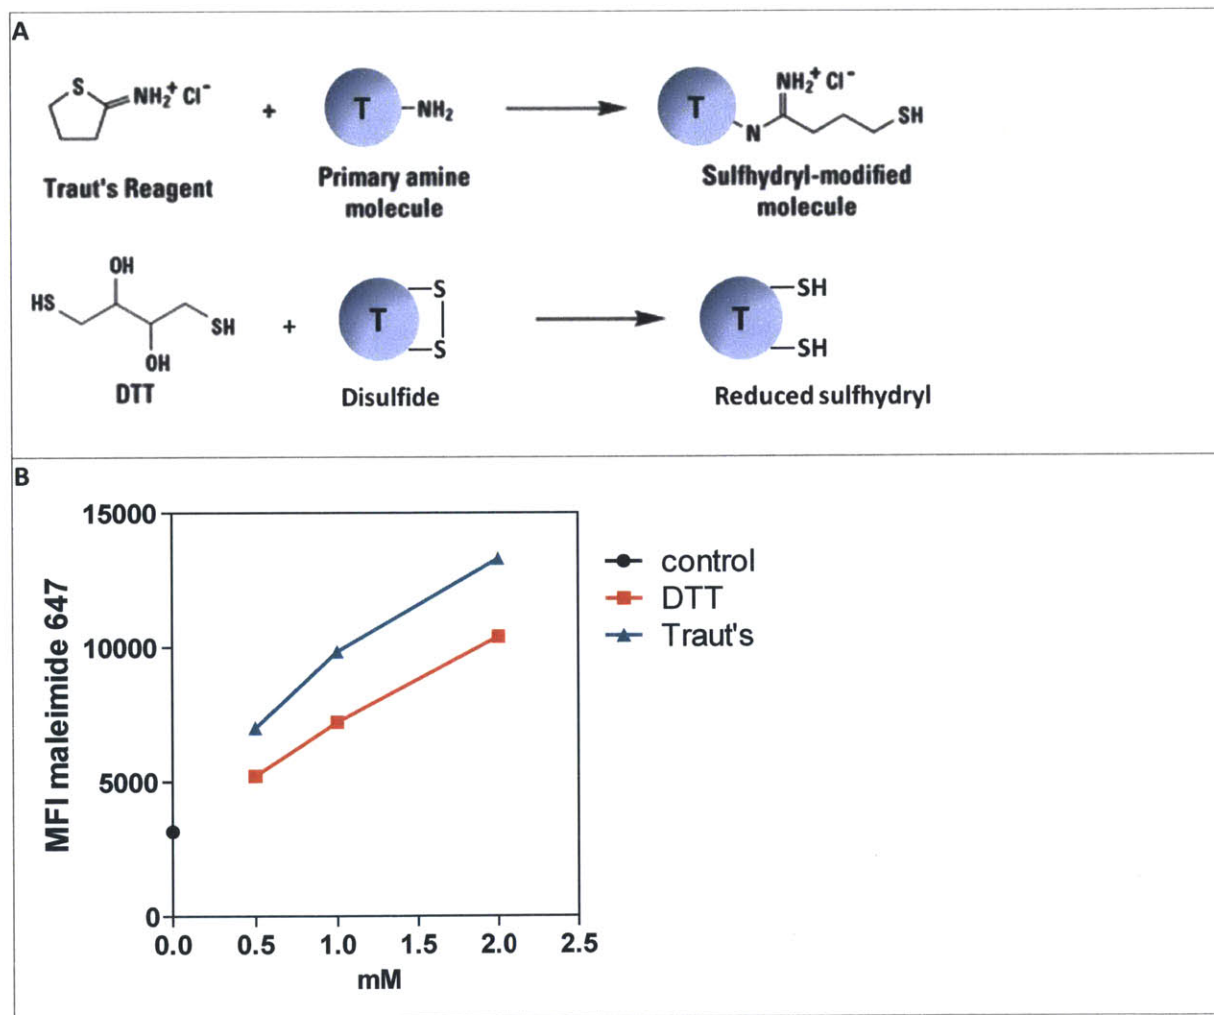 A
S
NH₂⁺ Cl⁻
+
T
NH₂
NH₂⁺ Cl⁻
T
N
SH
Traut's Reagent
Primary amine
molecule
Sulfhydryl-modified
molecule
OH
HS
SH
OH
+
T
S
S
T
SH
SH
DTT
Disulfide
Reduced sulfhydryl
B
MFI maleimide 647
15000
10000
5000
0
0.0 0.5 1.0 1.5 2.0 2.5
mM
control
DTT
Traut's